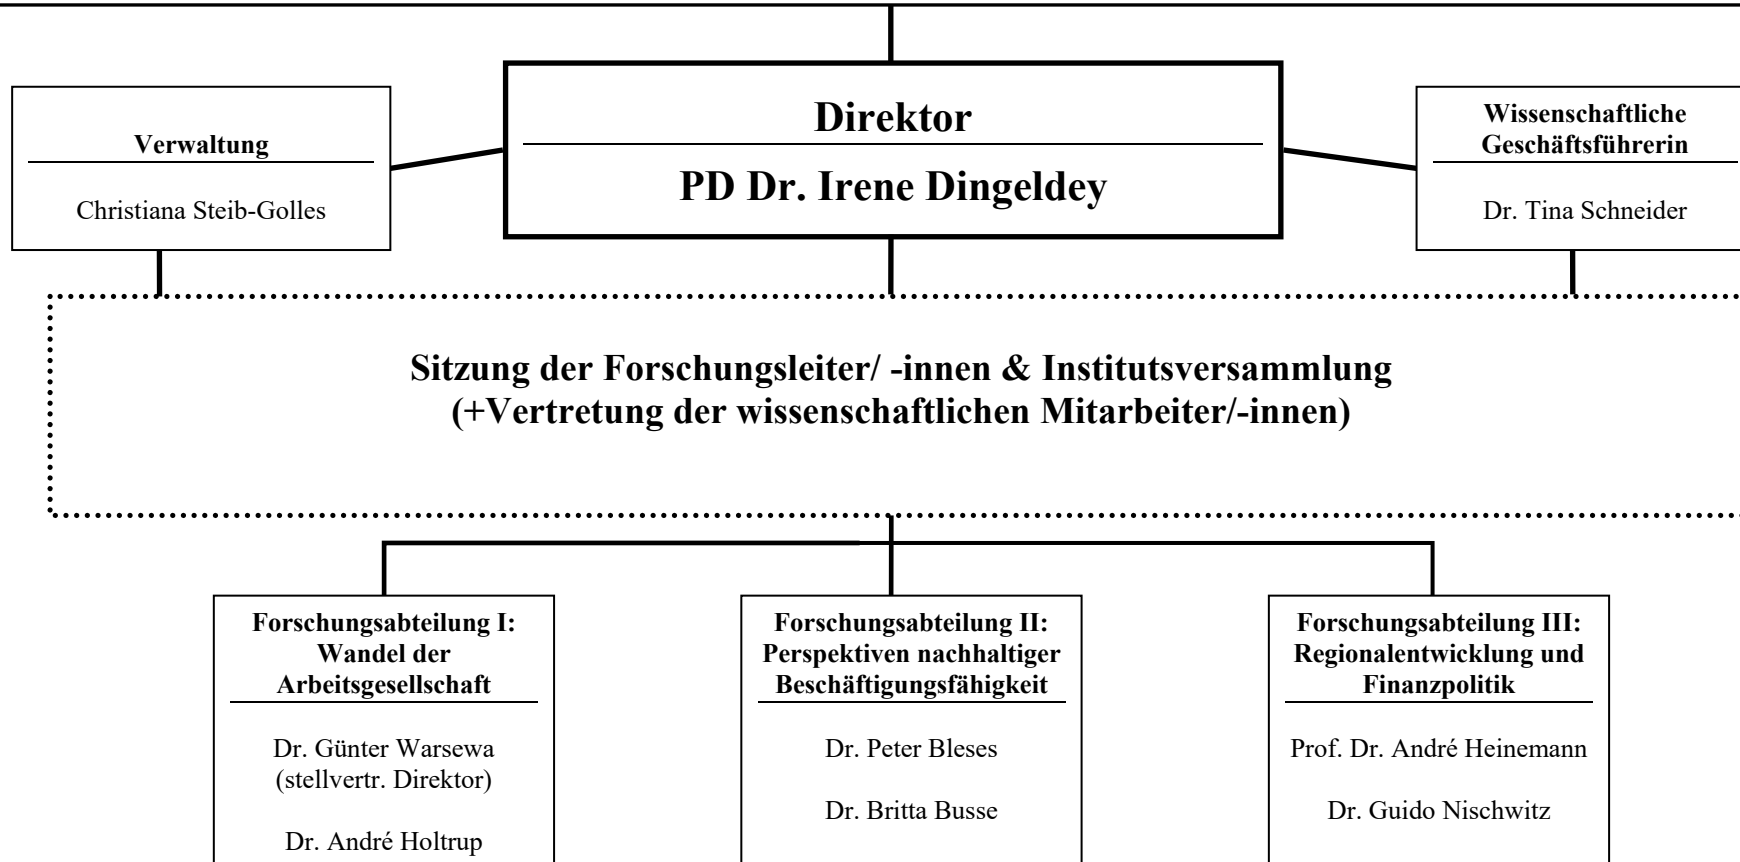 Direktor
PD Dr. Irene Dingeldey
Verwaltung
Christiana Steib-Golles
Wissenschaftliche
Geschäftsführerin
Dr. Tina Schneider
Sitzung der Forschungsleiter/ -innen & Institutsversammlung
(+Vertretung der wissenschaftlichen Mitarbeiter/-innen)
Forschungsabteilung I:
Wandel der
Arbeitsgesellschaft
Dr. Günter Warsewa
(stellvertr. Direktor)
Dr. André Holtrup
Forschungsabteilung II:
Perspektiven nachhaltiger
Beschäftigungsfähigkeit
Dr. Peter Bleses
Dr. Britta Busse
Forschungsabteilung III:
Regionalentwicklung und
Finanzpolitik
Prof. Dr. André Heinemann
Dr. Guido Nischwitz